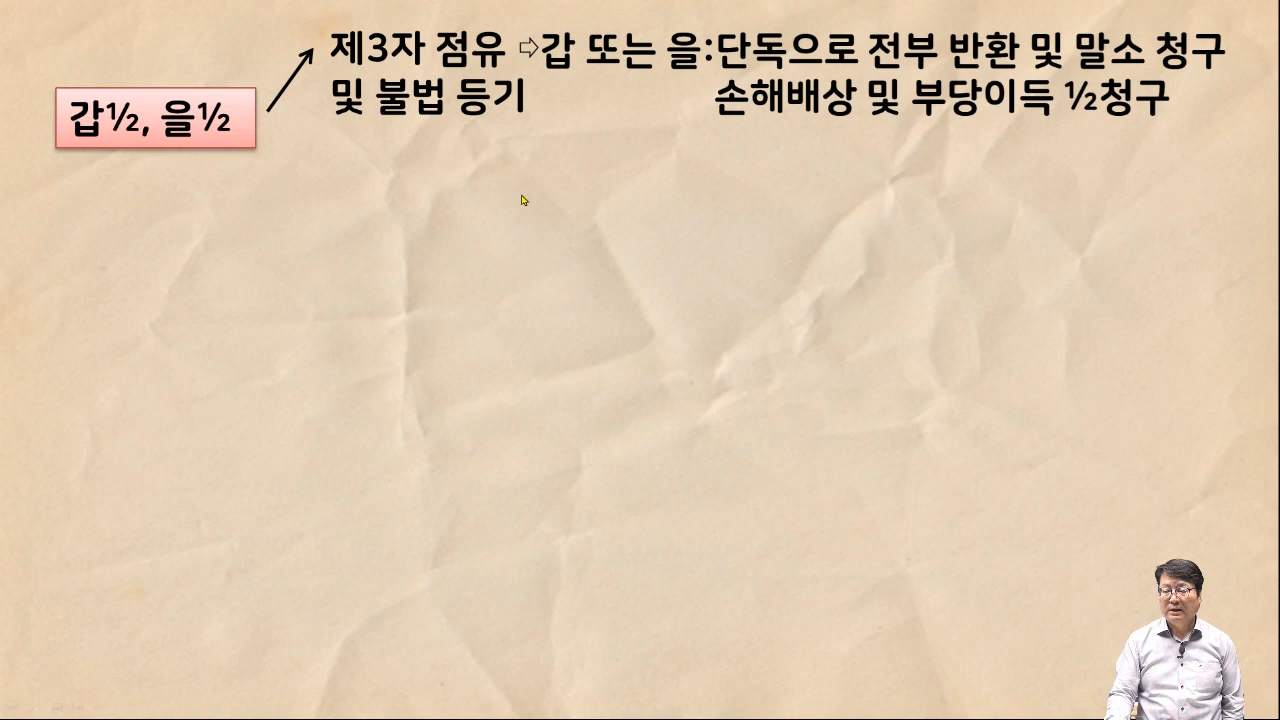 제3자 점유 ⇨갑 또는 을:단독으로 전부 반환 및 말소 청구
및 불법 등기 손해배상 및 부당이득 ½청구
갑½, 을½